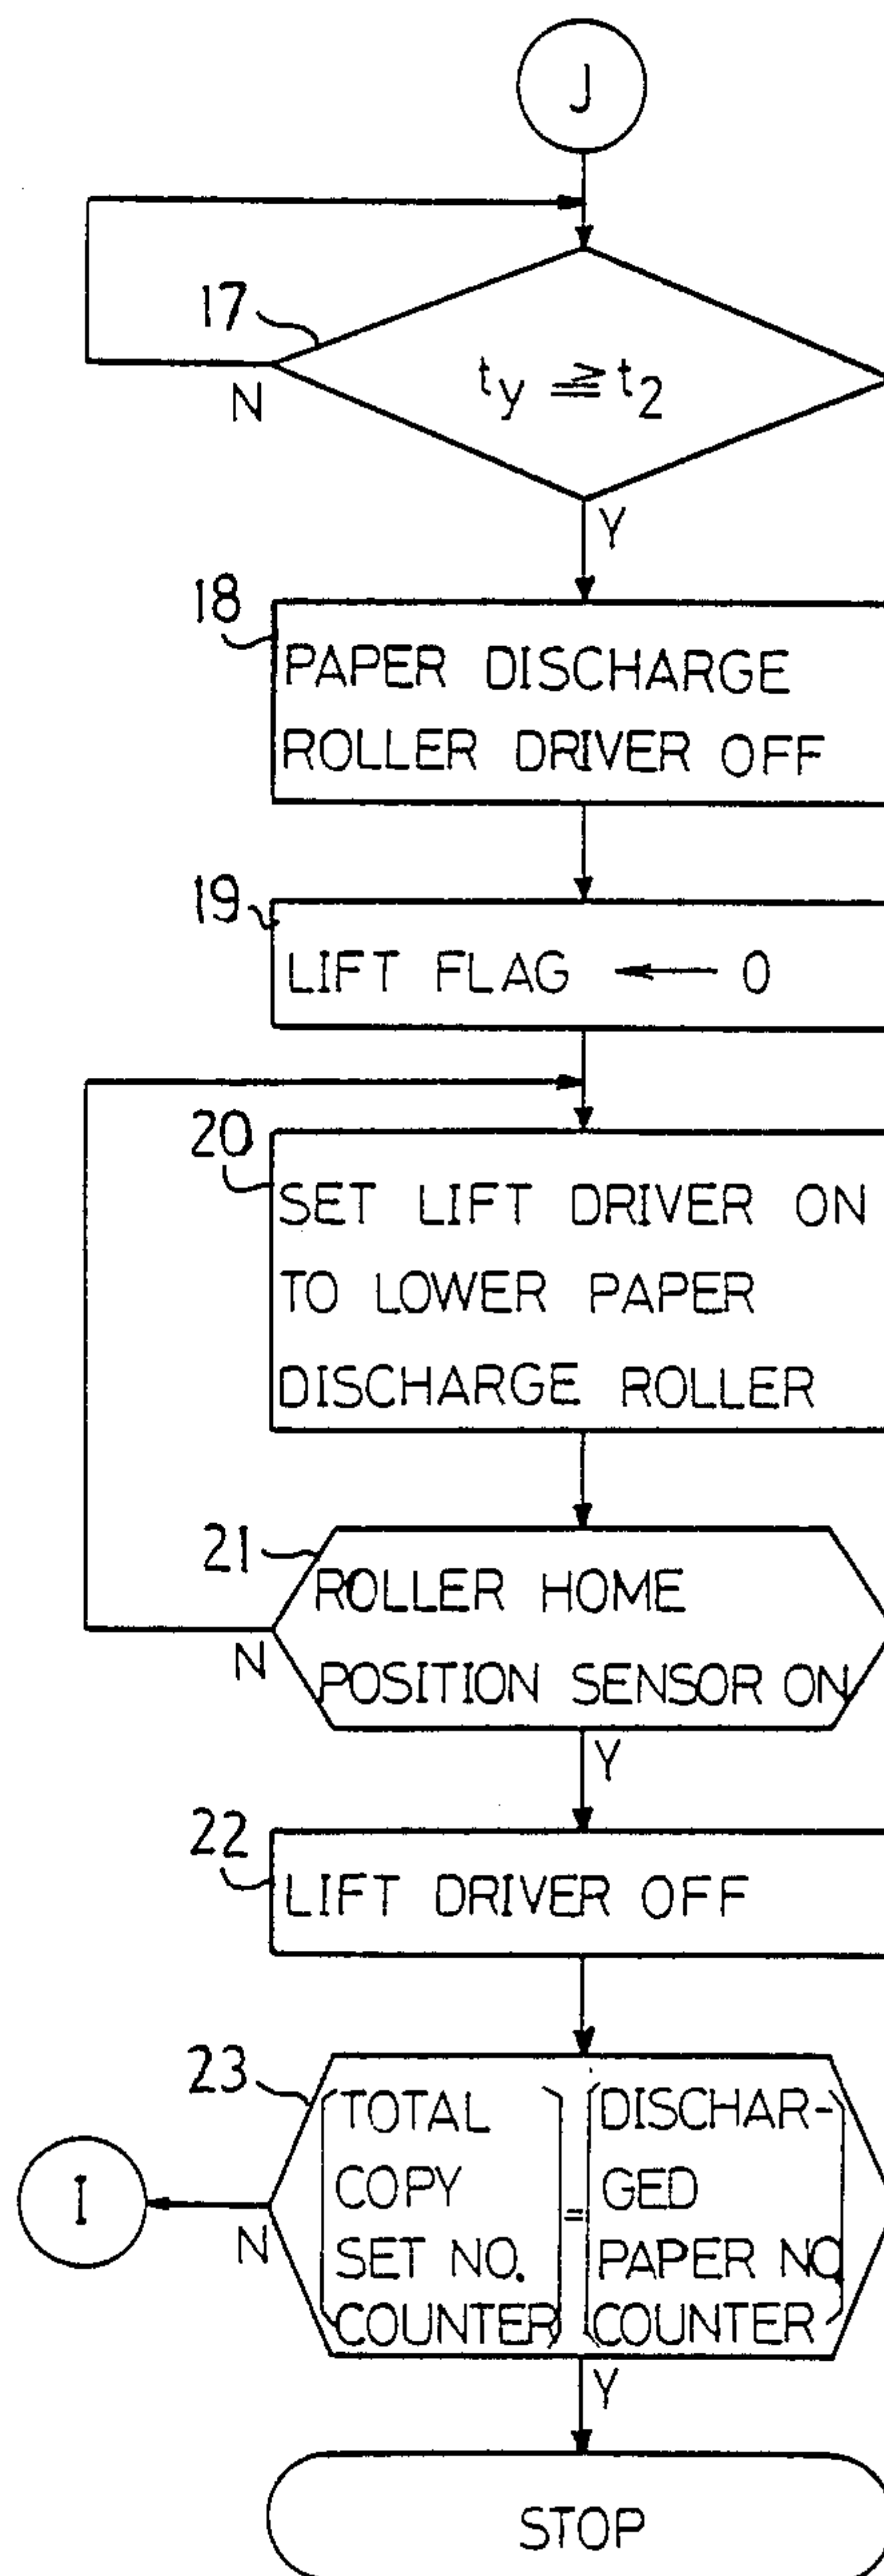 J
17
t_y ≧ t_2
N
Y
18
PAPER DISCHARGE
ROLLER DRIVER OFF
19
LIFT FLAG ← 0
20
SET LIFT DRIVER ON
TO LOWER PAPER
DISCHARGE ROLLER
21
ROLLER HOME
POSITION SENSOR ON
N
Y
22
LIFT DRIVER OFF
23
(TOTAL
COPY
SET NO.
COUNTER) = (DISCHAR-
GED
PAPER NO.
COUNTER)
I
N
Y
STOP